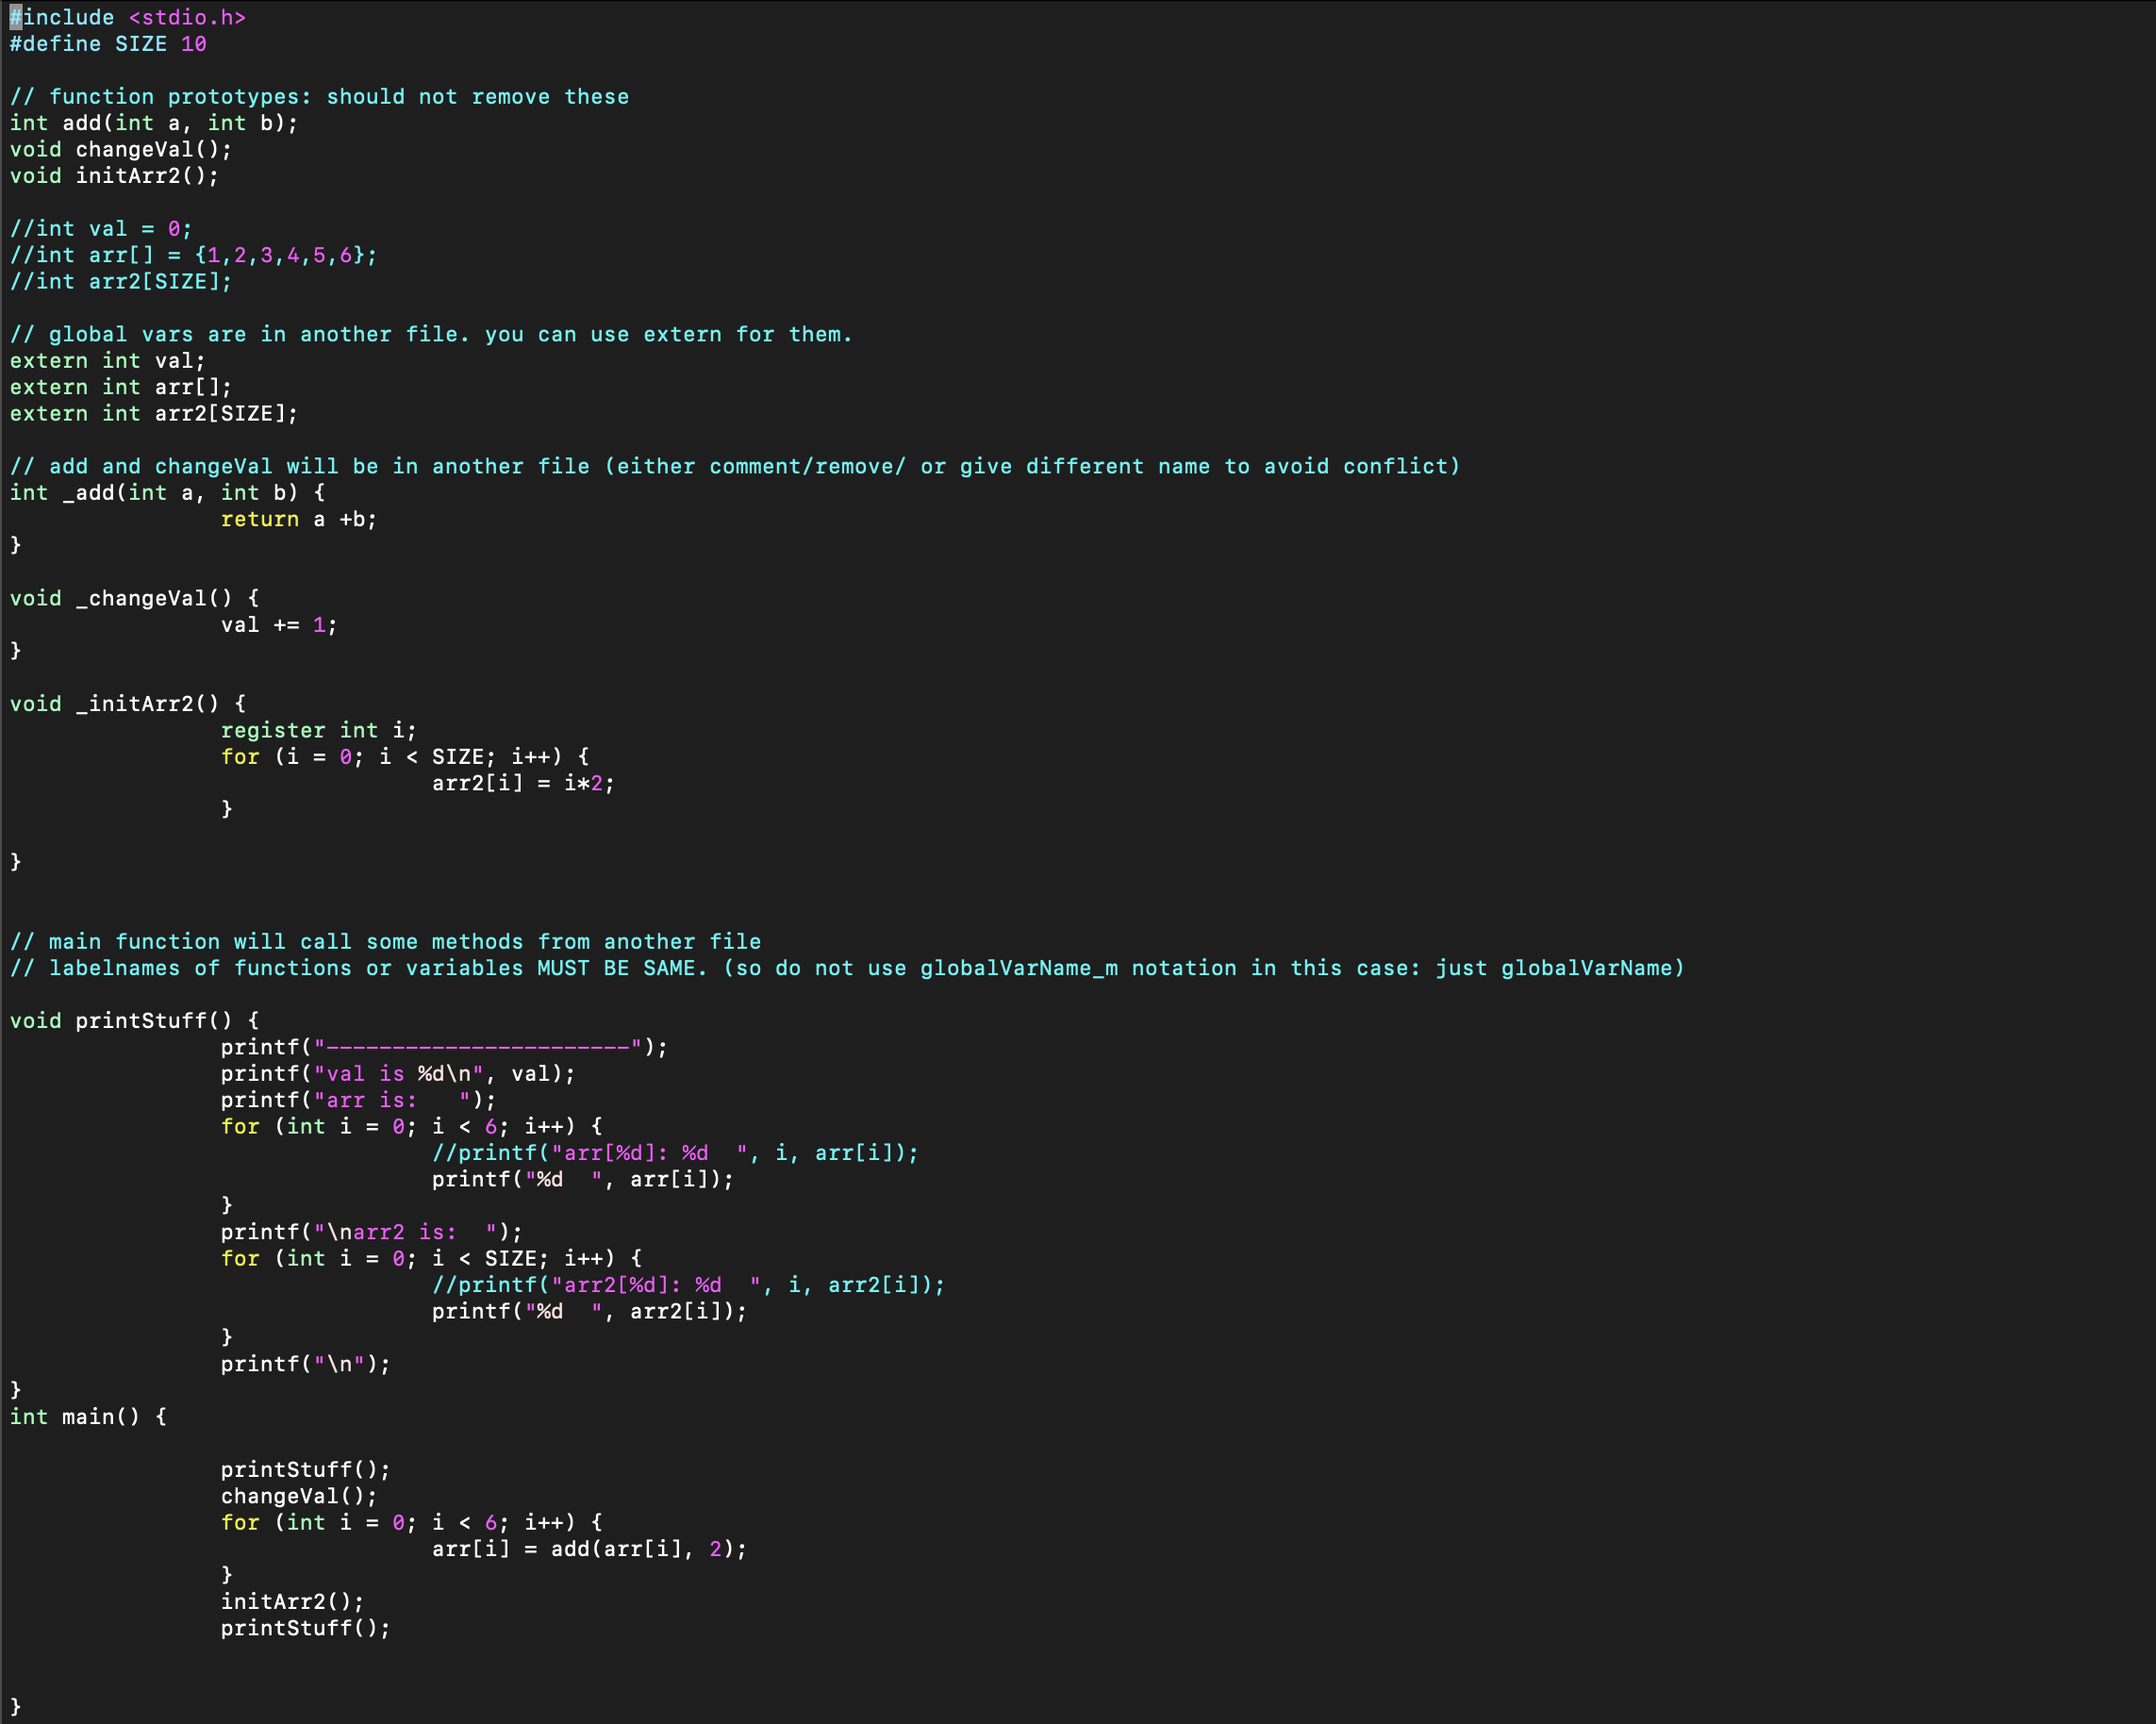 #include <stdio.h>
#define SIZE 10

// function prototypes: should not remove these
int add(int a, int b);
void changeVal();
void initArr2();

//int val = 0;
//int arr[] = {1,2,3,4,5,6};
//int arr2[SIZE];

// global vars are in another file. you can use extern for them.
extern int val;
extern int arr[];
extern int arr2[SIZE];

// add and changeVal will be in another file (either comment/remove/ or give different name to avoid conflict)
int _add(int a, int b) {
		return a +b;
}

void _changeVal() {
		val += 1;
}

void _initArr2() {
		register int i;
		for (i = 0; i < SIZE; i++) {
				arr2[i] = i*2;
		}

}


// main function will call some methods from another file
// labelnames of functions or variables MUST BE SAME. (so do not use globalVarName_m notation in this case: just globalVarName)

void printStuff() {
		printf("-----------------------");
		printf("val is %d\n", val);
		printf("arr is:   ");
		for (int i = 0; i < 6; i++) {
				//printf("arr[%d]: %d  ", i, arr[i]);
				printf("%d  ", arr[i]);
		}
		printf("\narr2 is:  ");
		for (int i = 0; i < SIZE; i++) {
				//printf("arr2[%d]: %d  ", i, arr2[i]);
				printf("%d  ", arr2[i]);
		}
		printf("\n");
}
int main() {

		printStuff();
		changeVal();
		for (int i = 0; i < 6; i++) {
				arr[i] = add(arr[i], 2);
		}
		initArr2();
		printStuff();


}